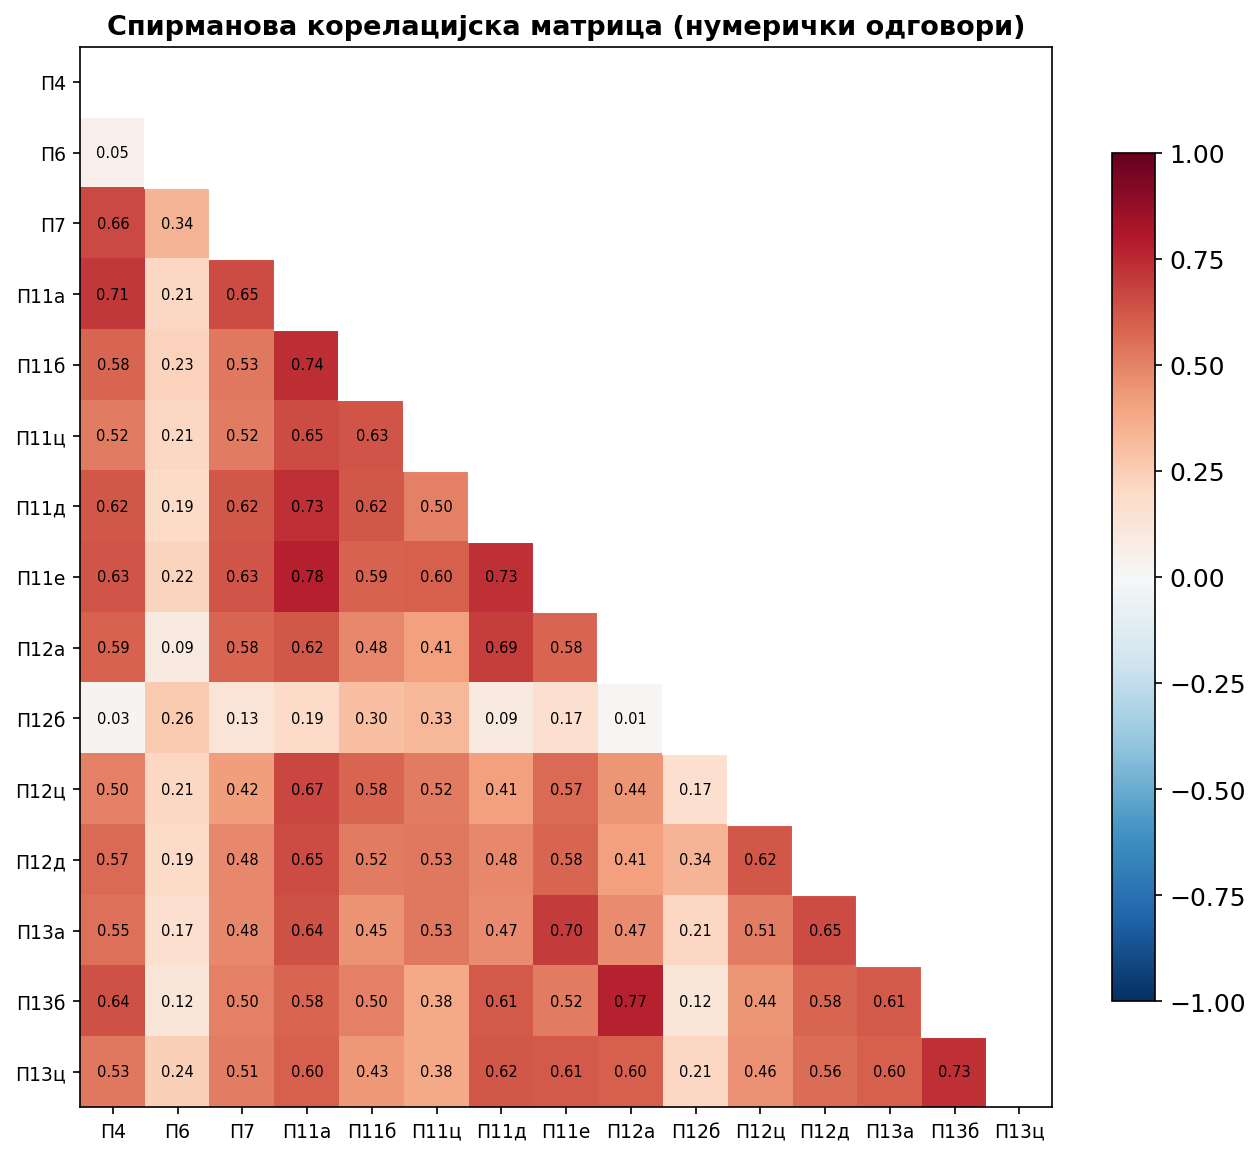 Спирманова корелацијска матрица (нумерички одговори)
П4
П6 0.05
П7 0.66 0.34
П11а 0.71 0.21 0.65
П11б 0.58 0.23 0.53 0.74
П11ц 0.52 0.21 0.52 0.65 0.63
П11д 0.62 0.19 0.62 0.73 0.62 0.50
П11е 0.63 0.22 0.63 0.78 0.59 0.60 0.73
П12а 0.59 0.09 0.58 0.62 0.48 0.41 0.69 0.58
П12б 0.03 0.26 0.13 0.19 0.30 0.33 0.09 0.17 0.01
П12ц 0.50 0.21 0.42 0.67 0.58 0.52 0.41 0.57 0.44 0.17
П12д 0.57 0.19 0.48 0.65 0.52 0.53 0.48 0.58 0.41 0.34 0.62
П13а 0.55 0.17 0.48 0.64 0.45 0.53 0.47 0.70 0.47 0.21 0.51 0.65
П13б 0.64 0.12 0.50 0.58 0.50 0.38 0.61 0.52 0.77 0.12 0.44 0.58 0.61
П13ц 0.53 0.24 0.51 0.60 0.43 0.38 0.62 0.61 0.60 0.21 0.46 0.56 0.60 0.73
П4 П6 П7 П11а П11б П11ц П11д П11е П12а П12б П12ц П12д П13а П13б П13ц
1.00
0.75
0.50
0.25
0.00
−0.25
−0.50
−0.75
−1.00